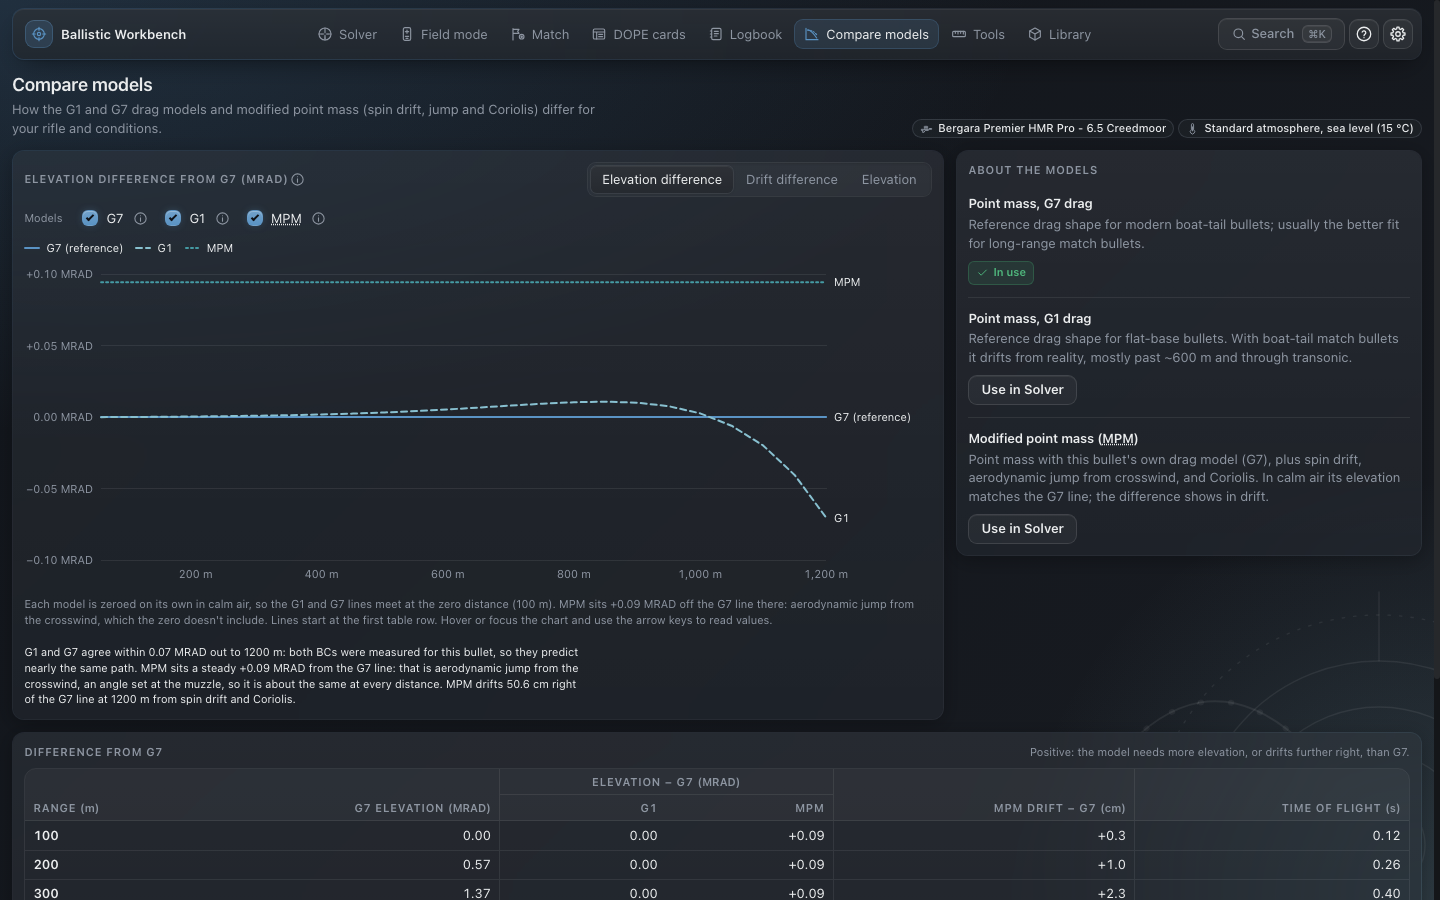 Ballistic Workbench
Solver
Field mode
Match
DOPE cards
Logbook
Compare models
Tools
Library
Search ⌘K
Compare models
How the G1 and G7 drag models and modified point mass (spin drift, jump and Coriolis) differ for
your rifle and conditions.
Bergara Premier HMR Pro - 6.5 Creedmoor
Standard atmosphere, sea level (15 °C)
ELEVATION DIFFERENCE FROM G7 (MRAD)
Elevation difference
Drift difference
Elevation
Models G7 G1 MPM
G7 (reference) G1 MPM
+0.10 MRAD
MPM
+0.05 MRAD
0.00 MRAD
G7 (reference)
−0.05 MRAD
G1
−0.10 MRAD
200 m 400 m 600 m 800 m 1,000 m 1,200 m
Each model is zeroed on its own in calm air, so the G1 and G7 lines meet at the zero distance (100 m). MPM sits +0.09 MRAD off the G7 line there: aerodynamic jump from
the crosswind, which the zero doesn't include. Lines start at the first table row. Hover or focus the chart and use the arrow keys to read values.
G1 and G7 agree within 0.07 MRAD out to 1200 m: both BCs were measured for this bullet, so they predict
nearly the same path. MPM sits a steady +0.09 MRAD from the G7 line: that is aerodynamic jump from the
crosswind, an angle set at the muzzle, so it is about the same at every distance. MPM drifts 50.6 cm right
of the G7 line at 1200 m from spin drift and Coriolis.
ABOUT THE MODELS
Point mass, G7 drag
Reference drag shape for modern boat-tail bullets; usually the better fit
for long-range match bullets.
In use
Point mass, G1 drag
Reference drag shape for flat-base bullets. With boat-tail match bullets
it drifts from reality, mostly past ~600 m and through transonic.
Use in Solver
Modified point mass (MPM)
Point mass with this bullet's own drag model (G7), plus spin drift,
aerodynamic jump from crosswind, and Coriolis. In calm air its elevation
matches the G7 line; the difference shows in drift.
Use in Solver
DIFFERENCE FROM G7
Positive: the model needs more elevation, or drifts further right, than G7.
ELEVATION − G7 (MRAD)
RANGE (m) G7 ELEVATION (MRAD) G1 MPM MPM DRIFT − G7 (cm) TIME OF FLIGHT (s)
100 0.00 0.00 +0.09 +0.3 0.12
200 0.57 0.00 +0.09 +1.0 0.26
300 1.37 0.00 +0.09 +2.3 0.40